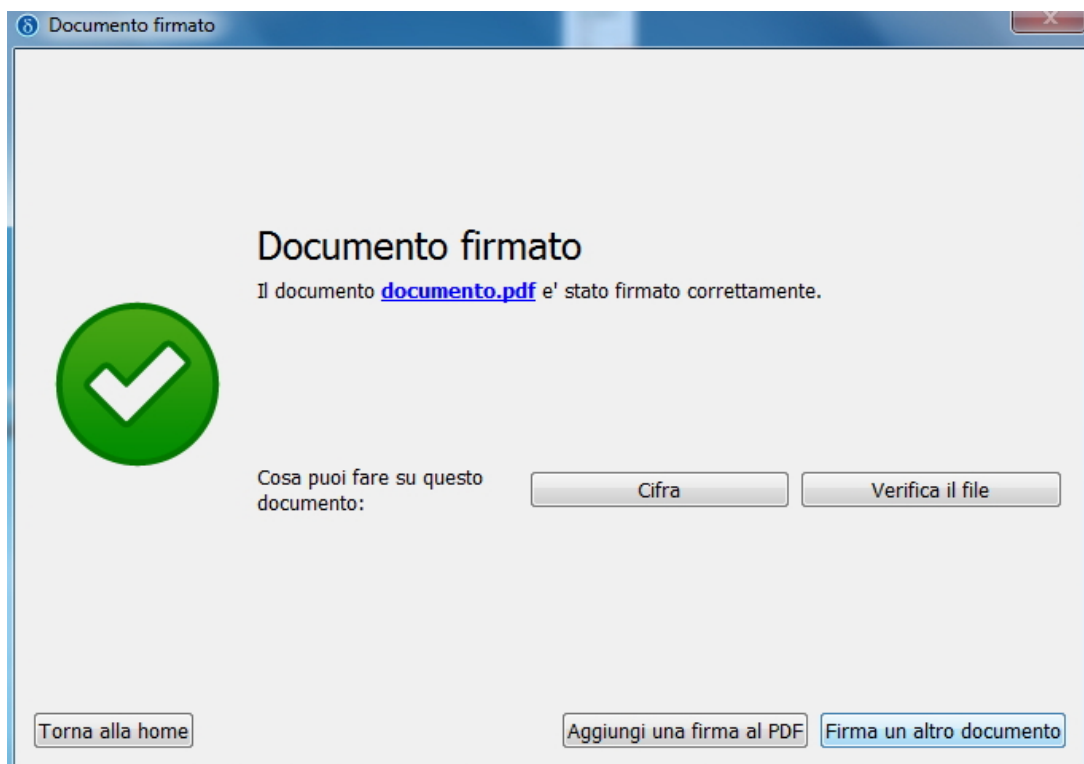 Documento firmato
Documento firmato
Il documento documento.pdf e' stato firmato correttamente.
Cosa puoi fare su questo
documento:
Cifra
Verifica il file
Torna alla home
Aggiungi una firma al PDF
Firma un altro documento